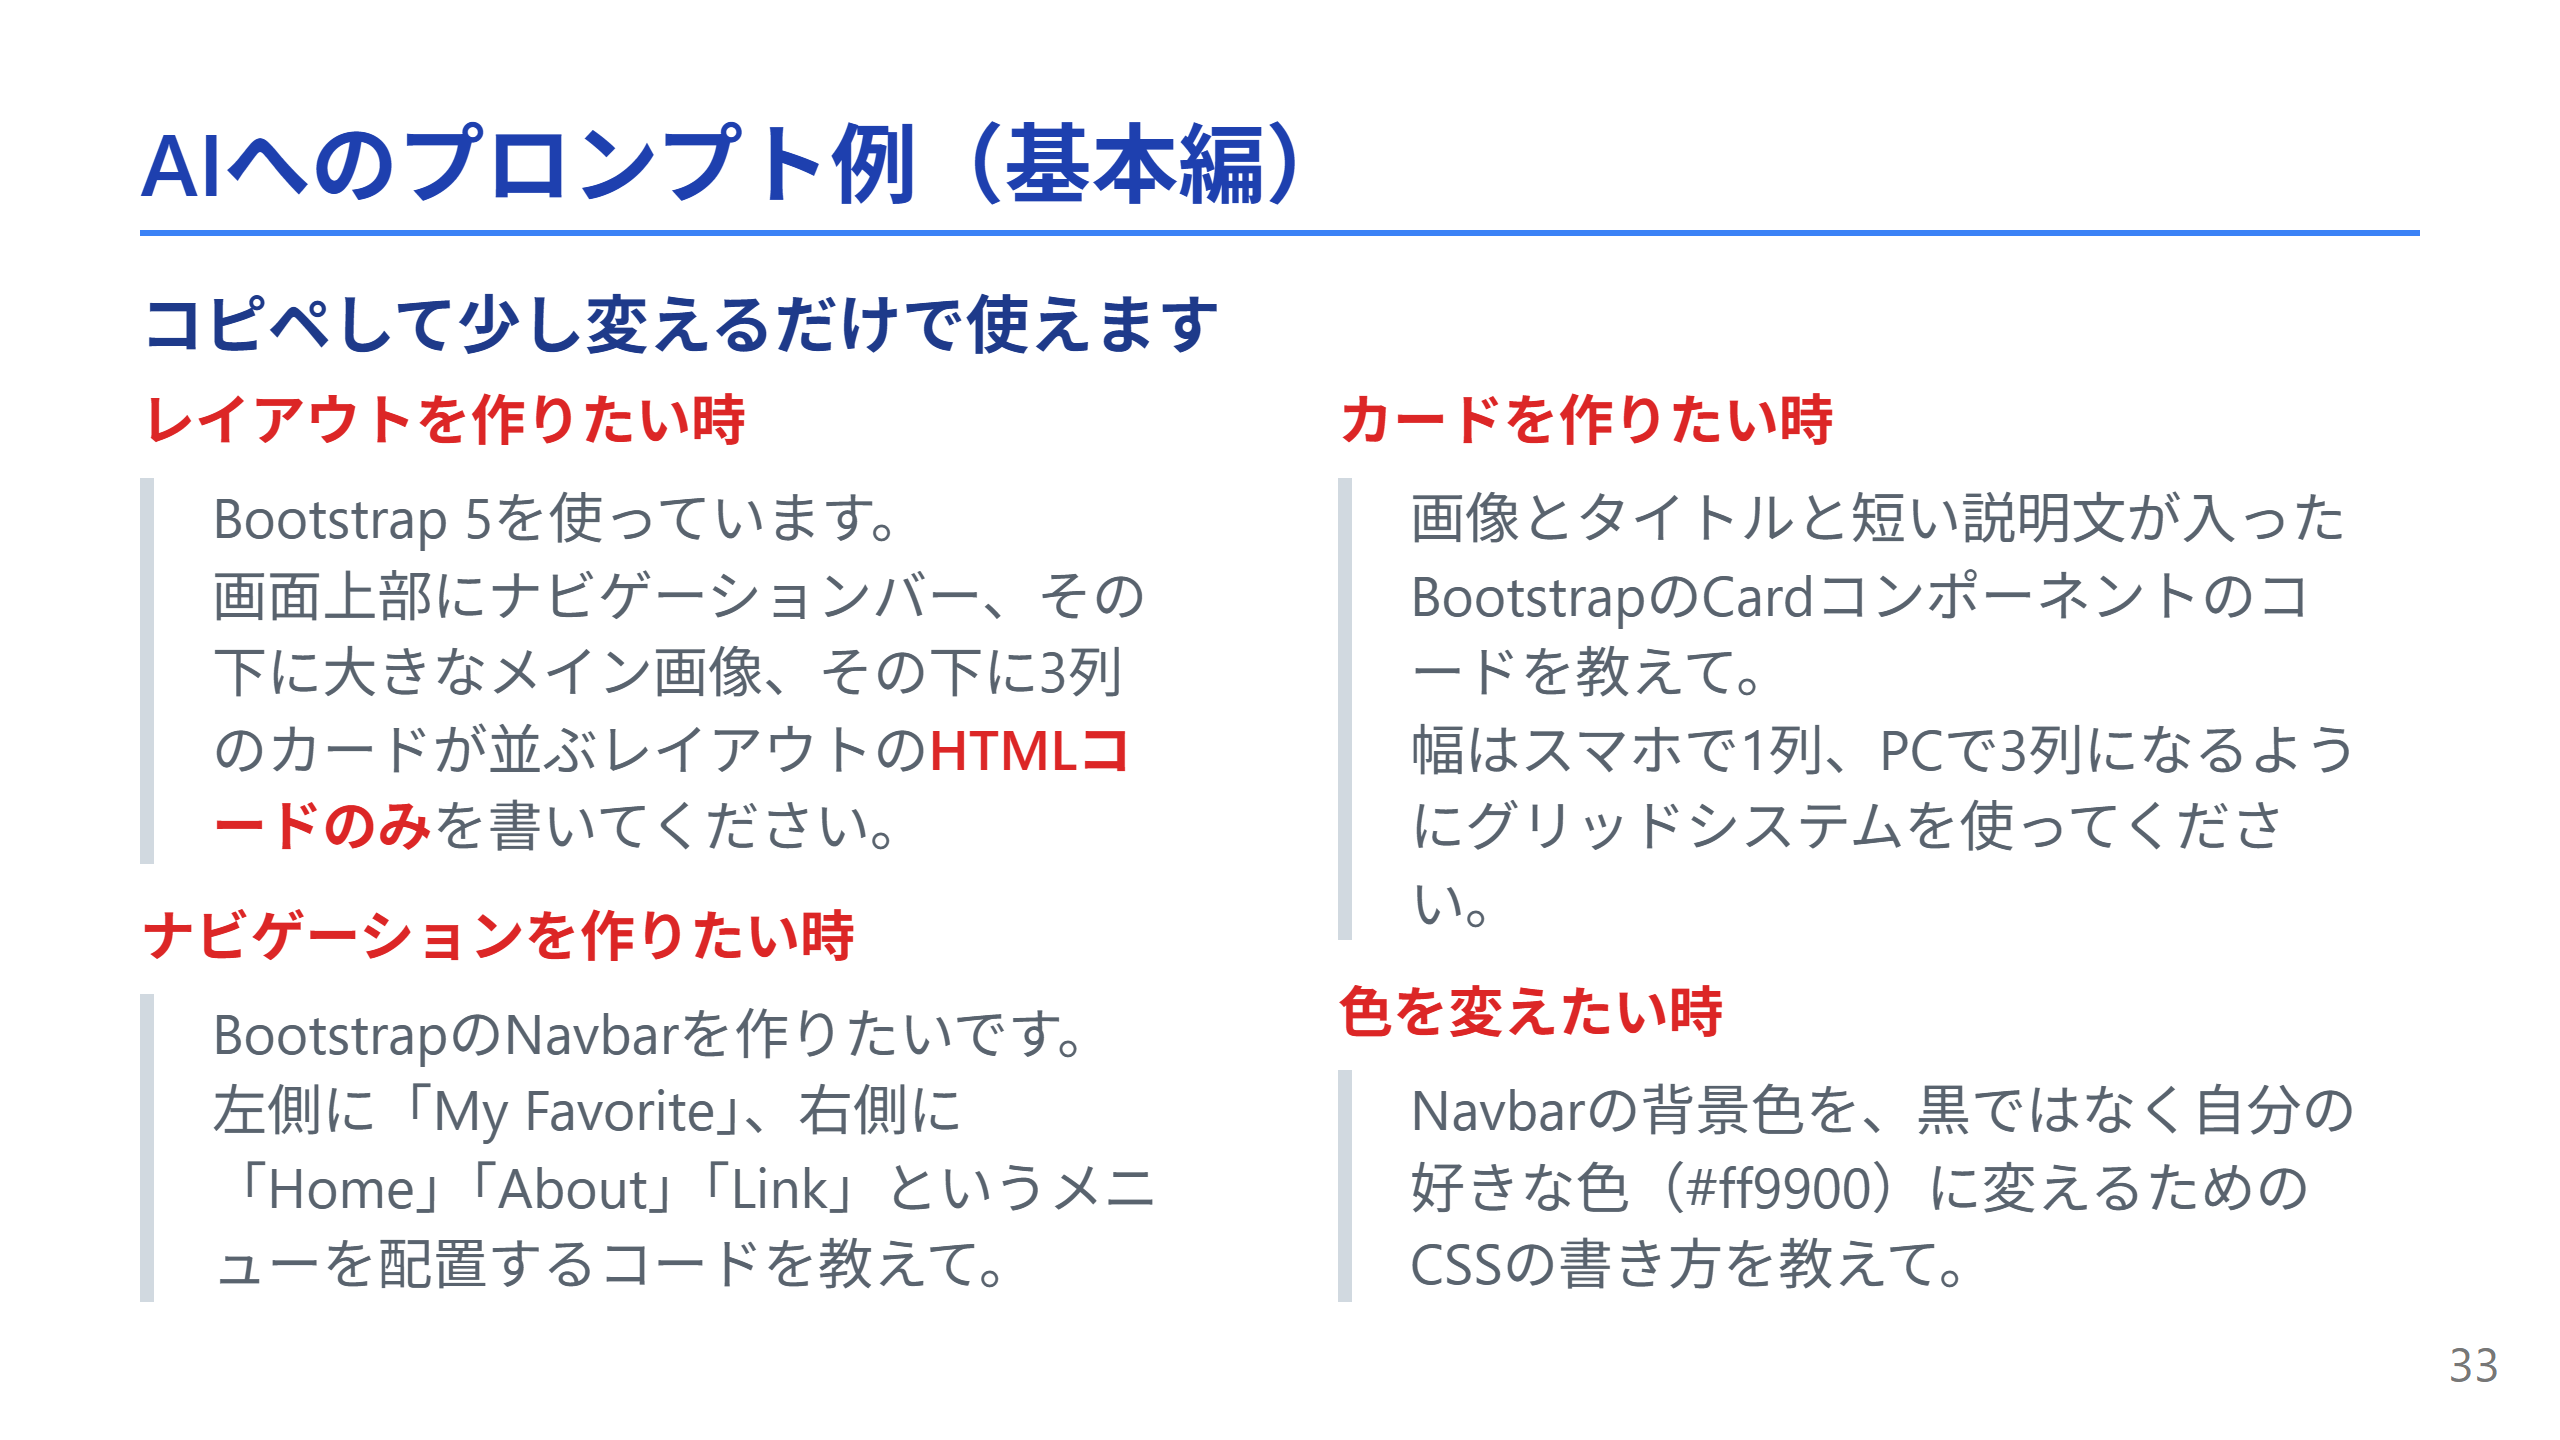 AIへのプロンプト例（基本編）
コピペして少し変えるだけで使えます
レイアウトを作りたい時
Bootstrap 5を使っています。
画面上部にナビゲーションバー、その
下に大きなメイン画像、その下に3列
のカードが並ぶレイアウトのHTMLコ
ードのみを書いてください。
ナビゲーションを作りたい時
BootstrapのNavbarを作りたいです。
左側に「My Favorite」、右側に
「Home」「About」「Link」というメニ
ューを配置するコードを教えて。
カードを作りたい時
画像とタイトルと短い説明文が入った
BootstrapのCardコンポーネントのコ
ードを教えて。
幅はスマホで1列、PCで3列になるよう
にグリッドシステムを使ってくださ
い。
色を変えたい時
Navbarの背景色を、黒ではなく自分の
好きな色（#ff9900）に変えるための
CSSの書き方を教えて。
33